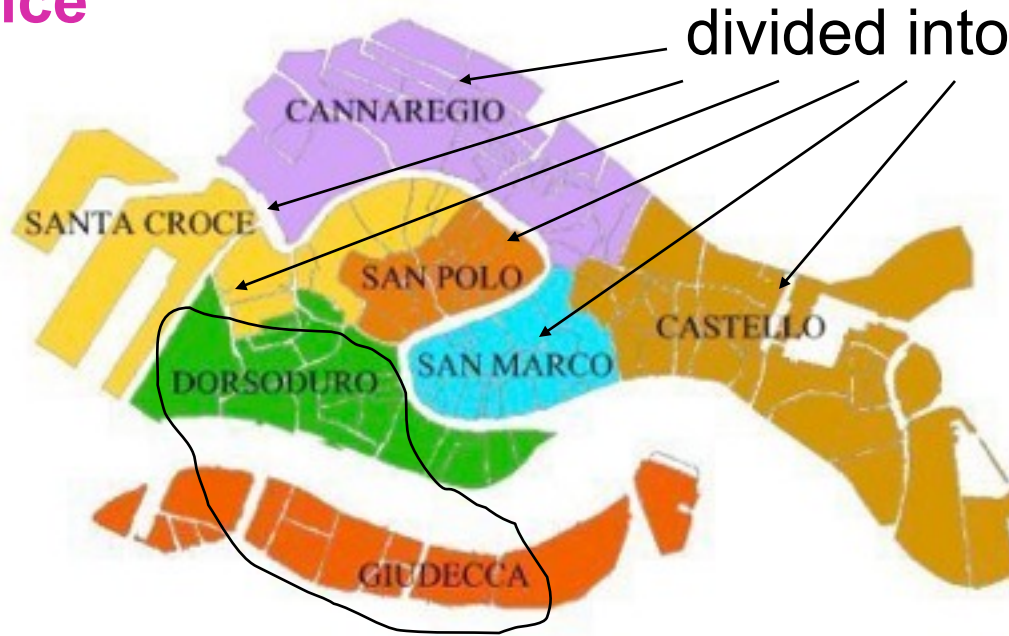 ice
divided into
CANNAREGIO
SANTA CROCE
SAN POLO
CASTELLO
SAN MARCO
DORSODURO
GIUDECCA